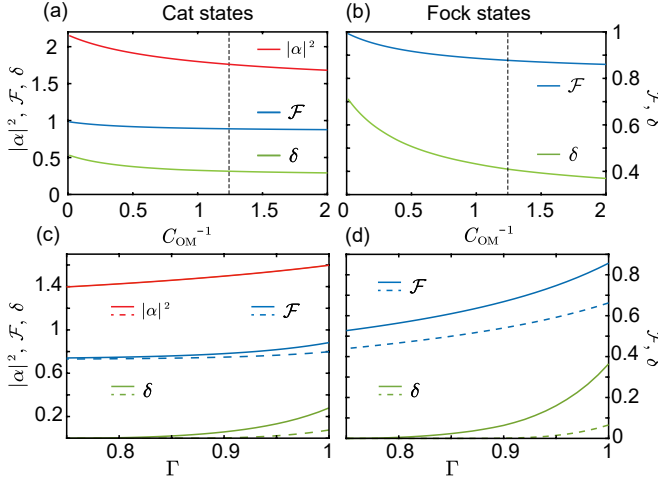 (a) Cat states
(b) Fock states
|α|², ℱ, δ
2
1.5
1
0.5
0
|α|²
ℱ
δ
0 0.5 1 1.5 2
C_OM⁻¹
1
0.8
0.6
0.4
ℱ, δ
ℱ
δ
0 0.5 1 1.5 2
C_OM⁻¹
(c)
(d)
|α|², ℱ, δ
1.4
1
0.6
0.2
|α|² ℱ
δ
0.8 0.9 1
Γ
0.8
0.6
0.4
0.2
0
ℱ, δ
ℱ
δ
0.8 0.9 1
Γ